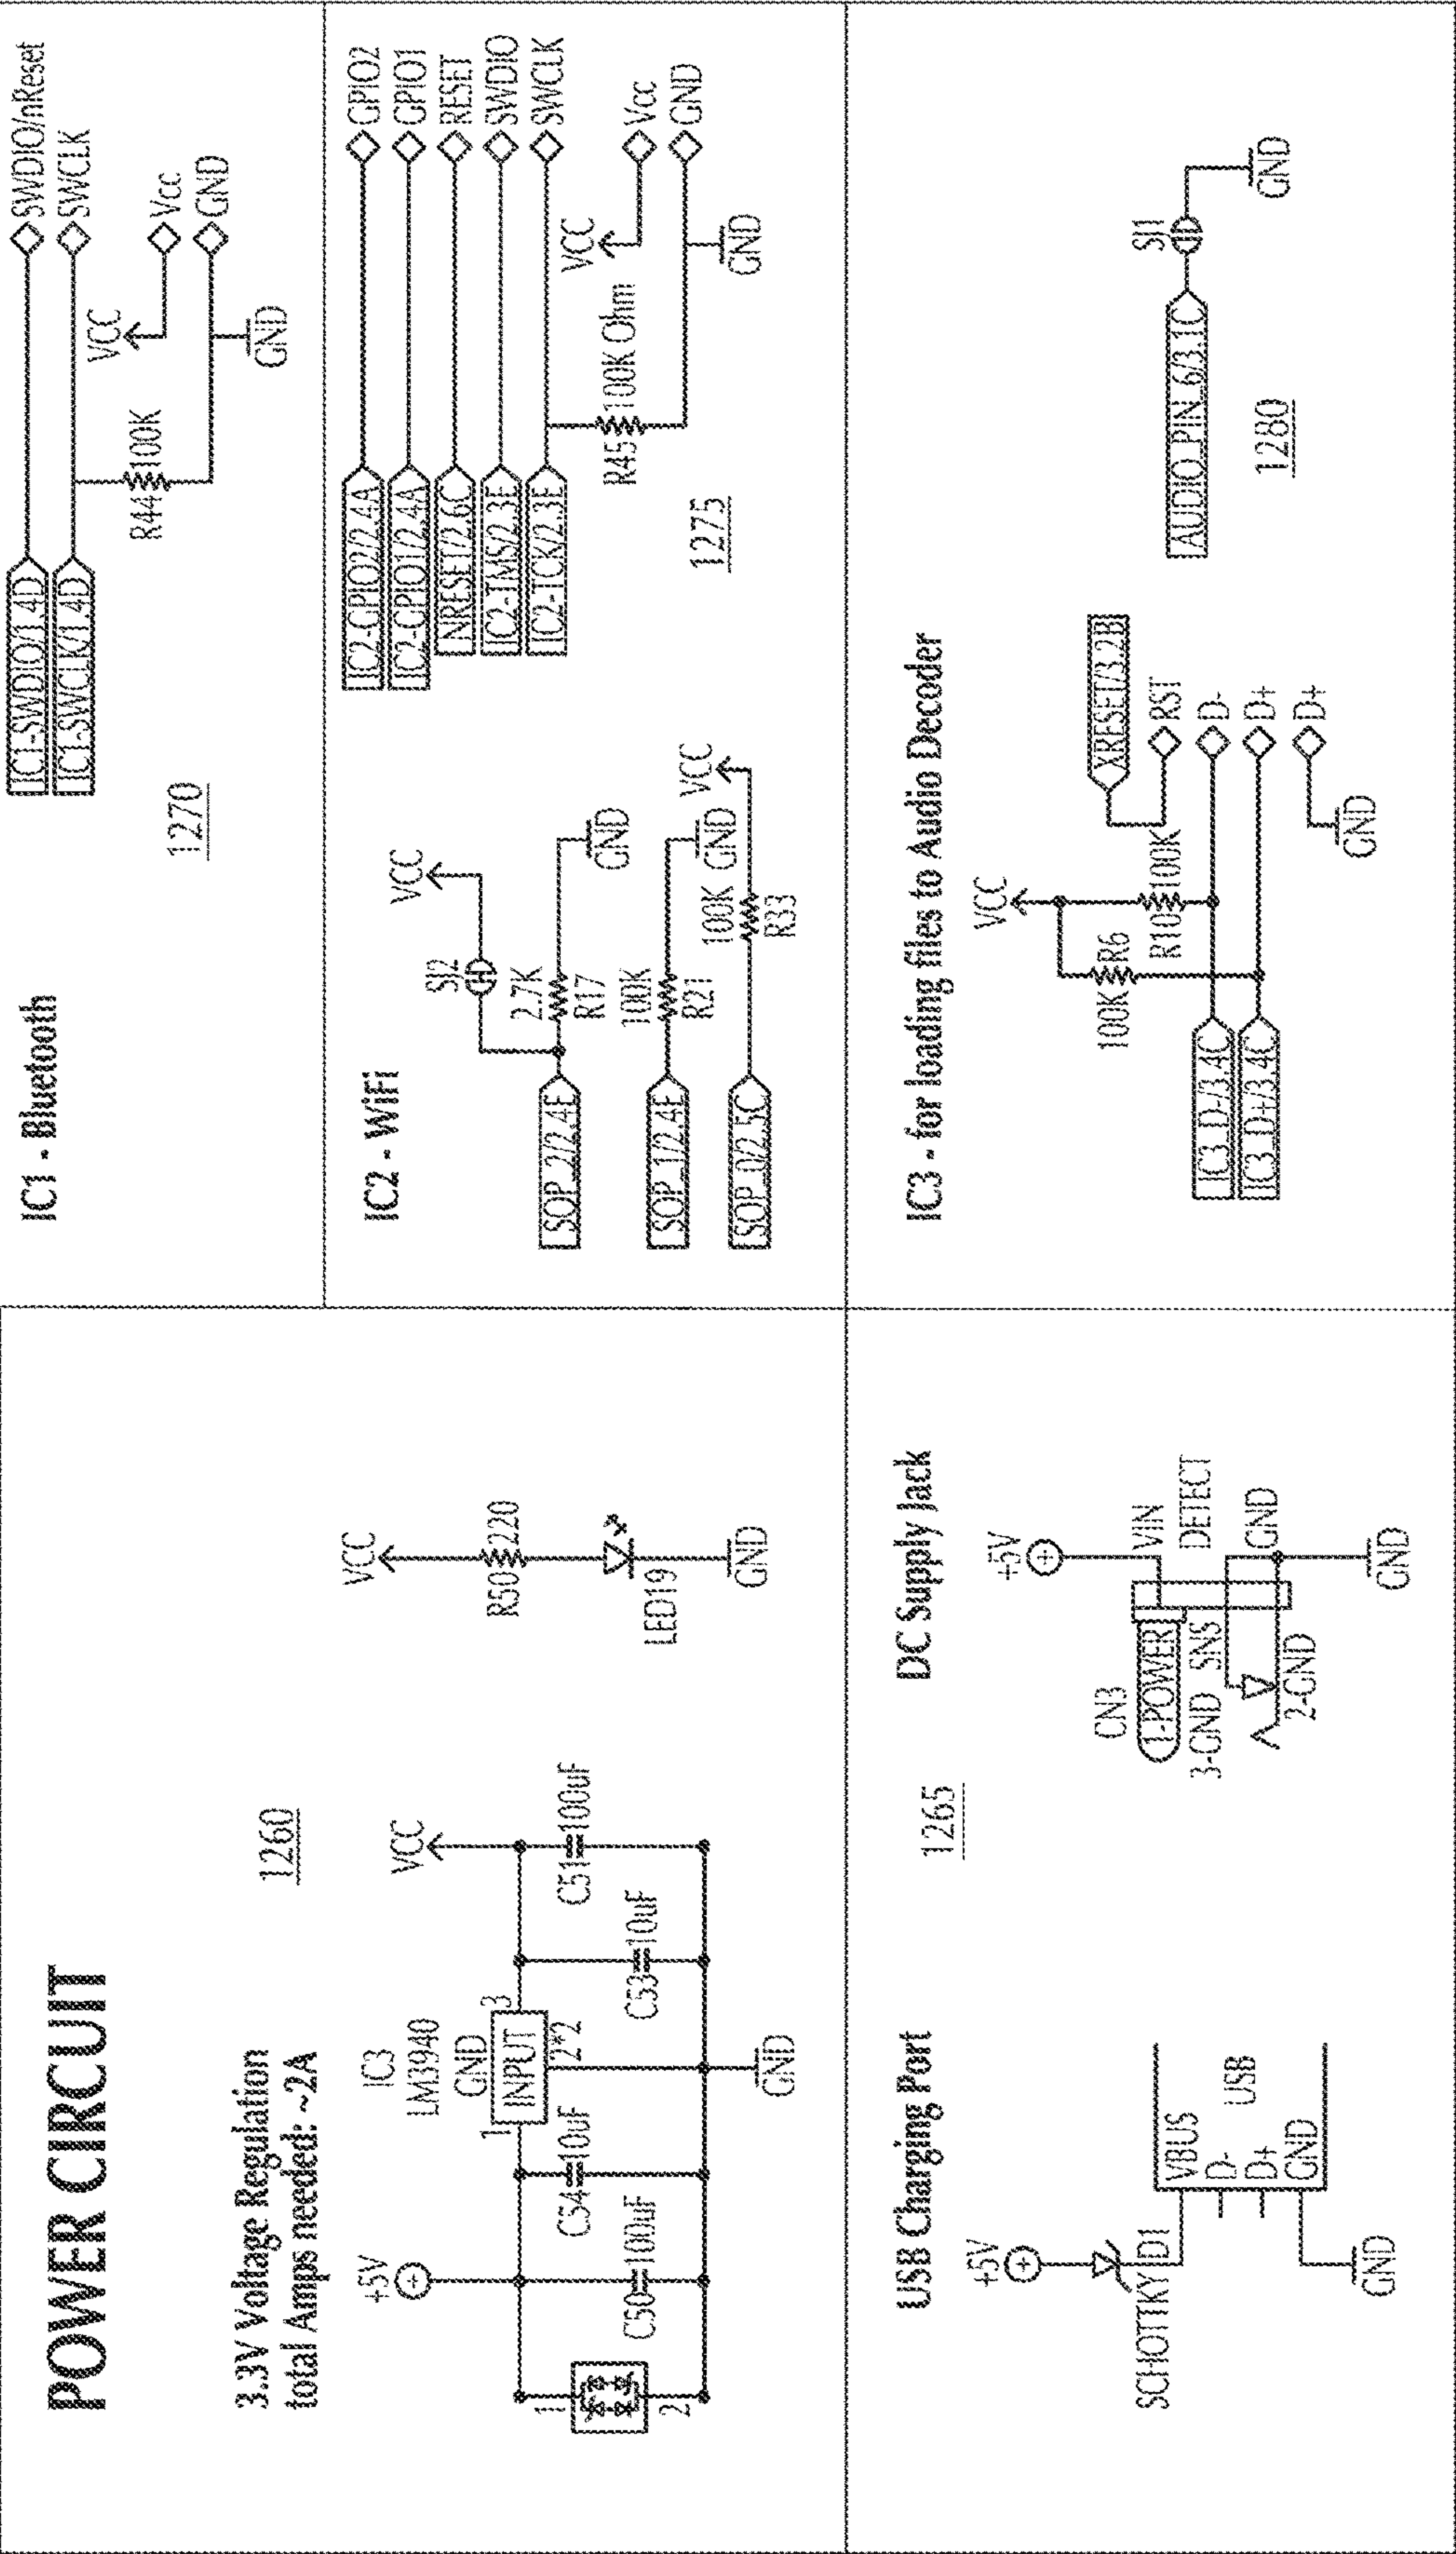 POWER CIRCUIT
3.3V Voltage Regulation
total Amps needed: ~2A
1260
+5V
1
2
C50
100uF
C54
10uF
IC3
LM3940
GND
1
INPUT
3
2*2
GND
C53
10uF
VCC
C51
100uF
VCC
R50
220
LED19
GND
USB Charging Port
+5V
SCHOTTKY
D1
VBUS
D-
D+
GND
USB
GND
1265
DC Supply Jack
CN3
1-POWER
3-GND
SNS
2-GND
+5V
VIN
DETECT
GND
GND
IC1 - Bluetooth
1270
IC1-SWDIO/1.4D
IC1-SWCLK/1.4D
SWDIO/nReset
SWCLK
R44
100K
VCC
Vcc
GND
GND
IC2 - WiFi
SOP_2/2.4E
SJ2
VCC
2.7K
R17
GND
SOP_1/2.4E
100K
R21
GND
SOP_0/2.5C
100K
R33
VCC
IC2-GPIO2/2.4A
GPIO2
IC2-GPIO1/2.4A
GPIO1
NRESET/2.6C
RESET
IC2-TMS/2.3E
SWDIO
IC2-TCK/2.3E
SWCLK
R45
100K Ohm
VCC
Vcc
GND
GND
1275
IC3 - for loading files to Audio Decoder
VCC
100K
R6
R10
100K
XRESET/3.2B
RST
IC3_D-/3.4C
D-
IC3_D+/3.4C
D+
D+
GND
AUDIO_PIN_6/3.1C
SJ1
GND
1280